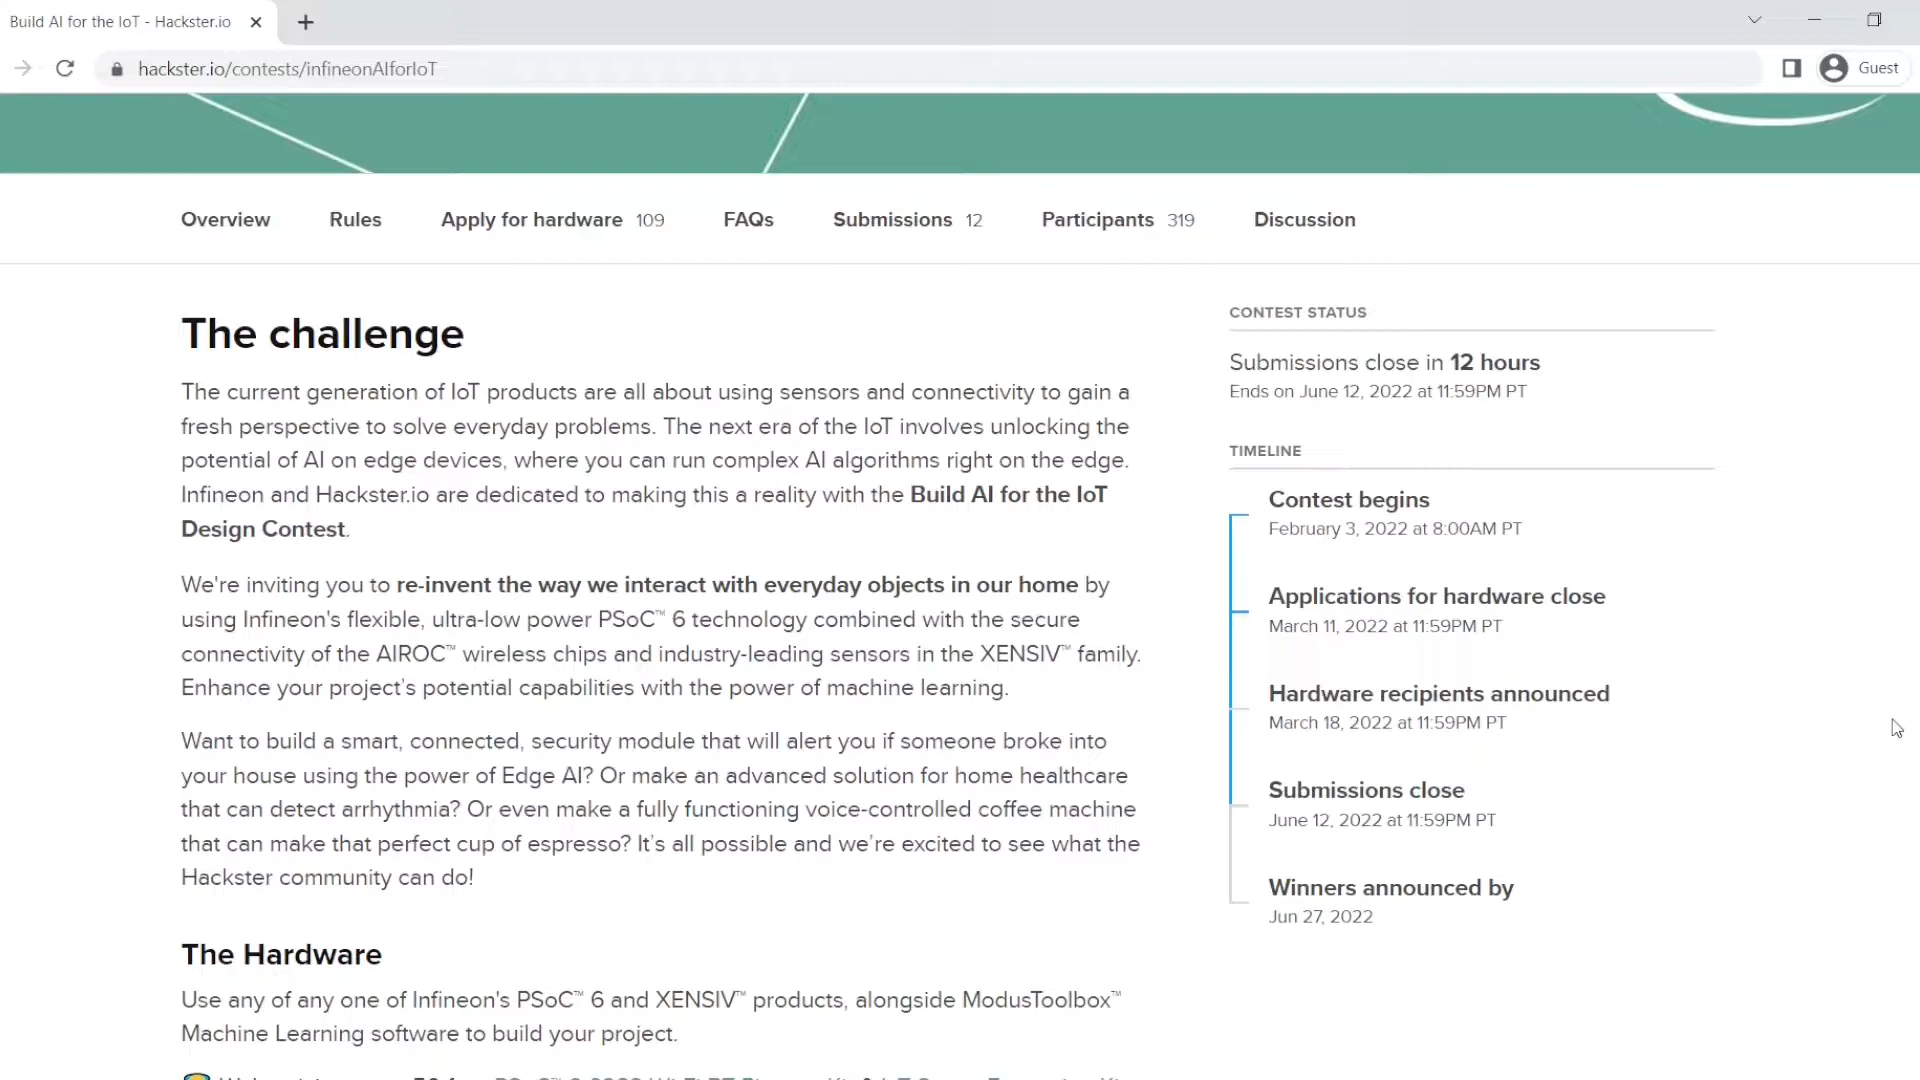 Build AI for the IoT - Hackster.io
hackster.io/contests/infineonAIforIoT
Guest
Overview Rules Apply for hardware 109 FAQs Submissions 12 Participants 319 Discussion
The challenge
The current generation of IoT products are all about using sensors and connectivity to gain a
fresh perspective to solve everyday problems. The next era of the IoT involves unlocking the
potential of AI on edge devices, where you can run complex AI algorithms right on the edge.
Infineon and Hackster.io are dedicated to making this a reality with the Build AI for the IoT
Design Contest.
We're inviting you to re-invent the way we interact with everyday objects in our home by
using Infineon's flexible, ultra-low power PSoC™ 6 technology combined with the secure
connectivity of the AIROC™ wireless chips and industry-leading sensors in the XENSIV™ family.
Enhance your project's potential capabilities with the power of machine learning.
Want to build a smart, connected, security module that will alert you if someone broke into
your house using the power of Edge AI? Or make an advanced solution for home healthcare
that can detect arrhythmia? Or even make a fully functioning voice-controlled coffee machine
that can make that perfect cup of espresso? It's all possible and we're excited to see what the
Hackster community can do!
The Hardware
Use any of any one of Infineon's PSoC™ 6 and XENSIV™ products, alongside ModusToolbox™
Machine Learning software to build your project.
CONTEST STATUS
Submissions close in 12 hours
Ends on June 12, 2022 at 11:59PM PT
TIMELINE
Contest begins
February 3, 2022 at 8:00AM PT
Applications for hardware close
March 11, 2022 at 11:59PM PT
Hardware recipients announced
March 18, 2022 at 11:59PM PT
Submissions close
June 12, 2022 at 11:59PM PT
Winners announced by
Jun 27, 2022